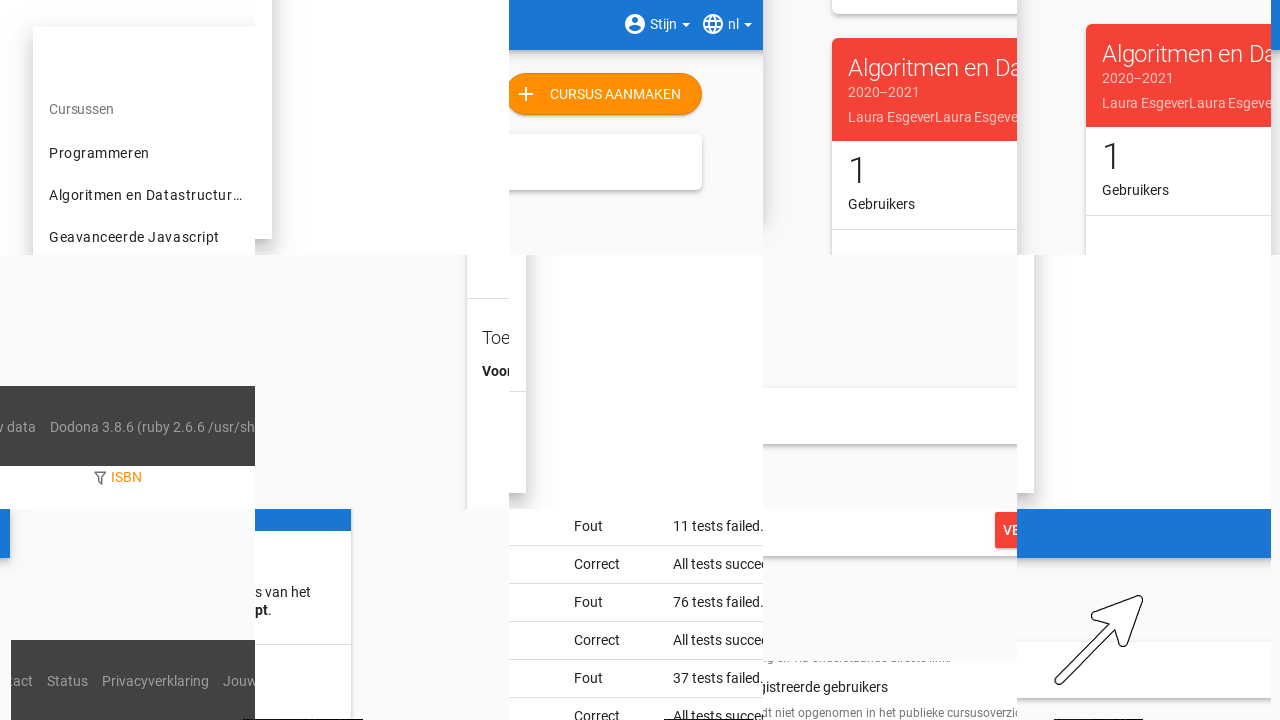 Cursussen
Programmeren
Algoritmen en Datastructur…
Geavanceerde Javascript
Stijn
nl
CURSUS AANMAKEN
Algoritmen en Da
2020–2021
Laura EsgeverLaura Esgeve
1
Gebruikers
Algoritmen en Da
2020–2021
Laura EsgeverLaura Esge
1
Gebruikers
data
Dodona 3.8.6 (ruby 2.6.6 /usr/sh
ISBN
Toe
Voor
s van het
pt.
tact Status Privacyverklaring Jouw
Fout 11 tests failed.
Correct All tests succee
Fout 76 tests failed.
Correct All tests succee
Fout 37 tests failed.
Correct All tests succee
VE
gistreerde gebruikers
dt niet opgenomen in het publieke cursusoverzic